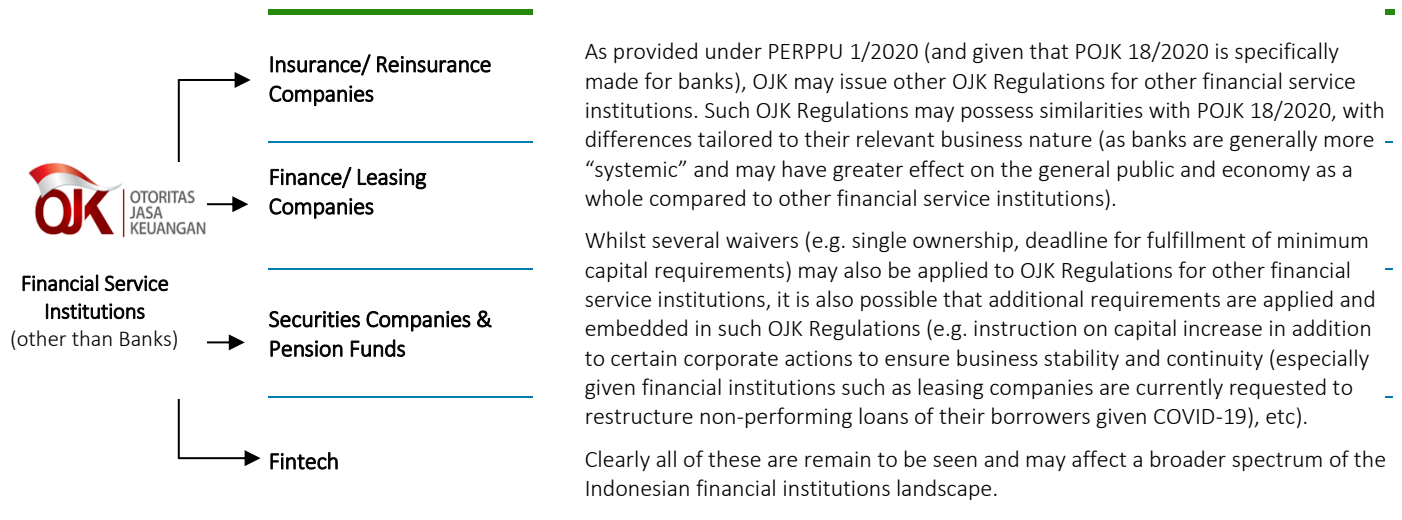 OJK
OTORITAS
JASA
KEUANGAN
Financial Service
Institutions
(other than Banks)
Insurance/ Reinsurance
Companies
Finance/ Leasing
Companies
Securities Companies &
Pension Funds
Fintech
As provided under PERPPU 1/2020 (and given that POJK 18/2020 is specifically
made for banks), OJK may issue other OJK Regulations for other financial service
institutions. Such OJK Regulations may possess similarities with POJK 18/2020, with
differences tailored to their relevant business nature (as banks are generally more
“systemic” and may have greater effect on the general public and economy as a
whole compared to other financial service institutions).
Whilst several waivers (e.g. single ownership, deadline for fulfillment of minimum
capital requirements) may also be applied to OJK Regulations for other financial
service institutions, it is also possible that additional requirements are applied and
embedded in such OJK Regulations (e.g. instruction on capital increase in addition
to certain corporate actions to ensure business stability and continuity (especially
given financial institutions such as leasing companies are currently requested to
restructure non-performing loans of their borrowers given COVID-19), etc).
Clearly all of these are remain to be seen and may affect a broader spectrum of the
Indonesian financial institutions landscape.